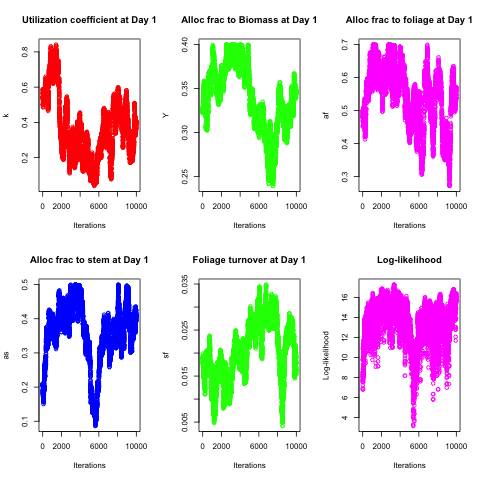 Utilization coefficient at Day 1
k
0.2 0.4 0.6 0.8
0 2000 6000 10000
Iterations
Alloc frac to Biomass at Day 1
Y
0.25 0.30 0.35 0.40
0 2000 6000 10000
Iterations
Alloc frac to foliage at Day 1
af
0.3 0.4 0.5 0.6 0.7
0 2000 6000 10000
Iterations
Alloc frac to stem at Day 1
as
0.1 0.2 0.3 0.4 0.5
0 2000 6000 10000
Iterations
Foliage turnover at Day 1
sf
0.005 0.015 0.025 0.035
0 2000 6000 10000
Iterations
Log-likelihood
Log-likelihood
4 6 8 10 12 14 16
0 2000 6000 10000
Iterations